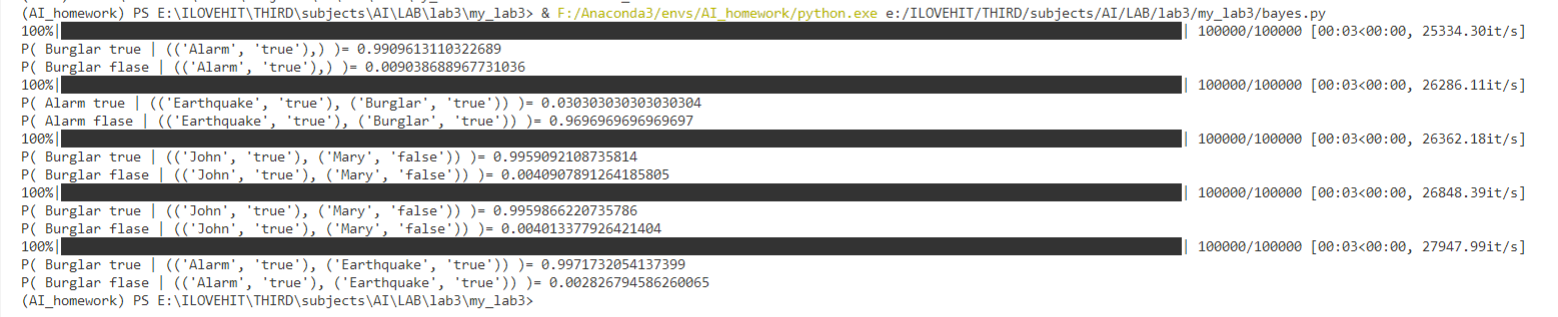 (AI_homework) PS E:\ILOVEHIT\THIRD\subjects\AI\LAB\lab3\my_lab3> & F:/Anaconda3/envs/AI_homework/python.exe e:/ILOVEHIT/THIRD/subjects/AI/LAB/lab3/my_lab3/bayes.py
100%| | 100000/100000 [00:03<00:00, 25334.30it/s]
P( Burglar true | (('Alarm', 'true'),) )= 0.9909613110322689
P( Burglar flase | (('Alarm', 'true'),) )= 0.009038688967731036
100%| | 100000/100000 [00:03<00:00, 26286.11it/s]
P( Alarm true | (('Earthquake', 'true'), ('Burglar', 'true')) )= 0.030303030303030304
P( Alarm flase | (('Earthquake', 'true'), ('Burglar', 'true')) )= 0.9696969696969697
100%| | 100000/100000 [00:03<00:00, 26362.18it/s]
P( Burglar true | (('John', 'true'), ('Mary', 'false')) )= 0.9959092108735814
P( Burglar flase | (('John', 'true'), ('Mary', 'false')) )= 0.0040907891264185805
100%| | 100000/100000 [00:03<00:00, 26848.39it/s]
P( Burglar true | (('John', 'true'), ('Mary', 'false')) )= 0.9959866220735786
P( Burglar flase | (('John', 'true'), ('Mary', 'false')) )= 0.004013377926421404
100%| | 100000/100000 [00:03<00:00, 27947.99it/s]
P( Burglar true | (('Alarm', 'true'), ('Earthquake', 'true')) )= 0.9971732054137399
P( Burglar flase | (('Alarm', 'true'), ('Earthquake', 'true')) )= 0.002826794586260065
(AI_homework) PS E:\ILOVEHIT\THIRD\subjects\AI\LAB\lab3\my_lab3>